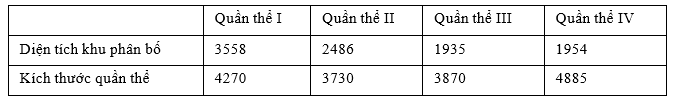 Quần thể I Quần thể II Quần thể III Quần thể IV
Diện tích khu phân bố 3558 2486 1935 1954
Kích thước quần thể 4270 3730 3870 4885